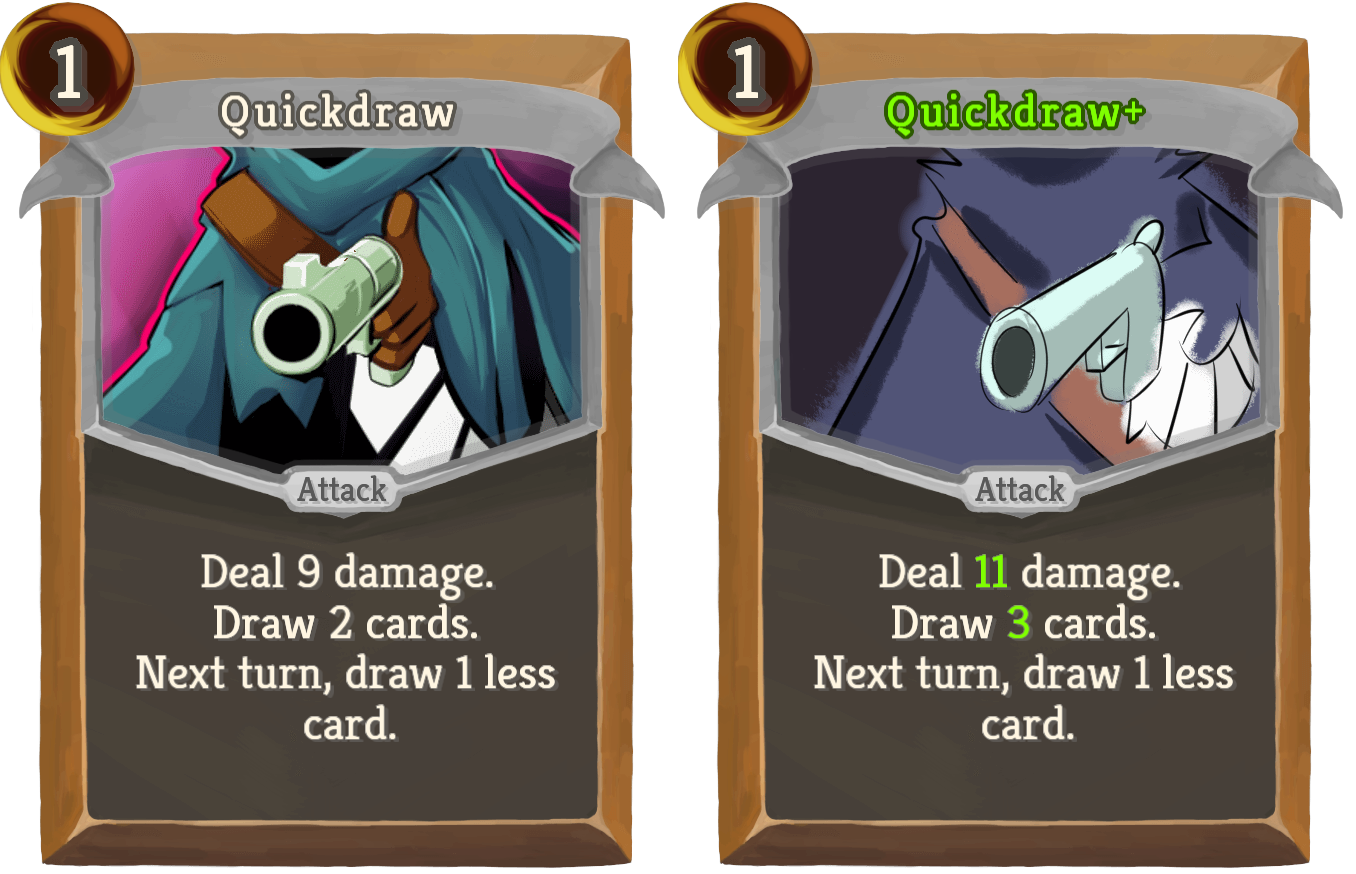 1
Quickdraw
Attack
Deal 9 damage.
Draw 2 cards.
Next turn, draw 1 less
card.
1
Quickdraw+
Attack
Deal 11 damage.
Draw 3 cards.
Next turn, draw 1 less
card.